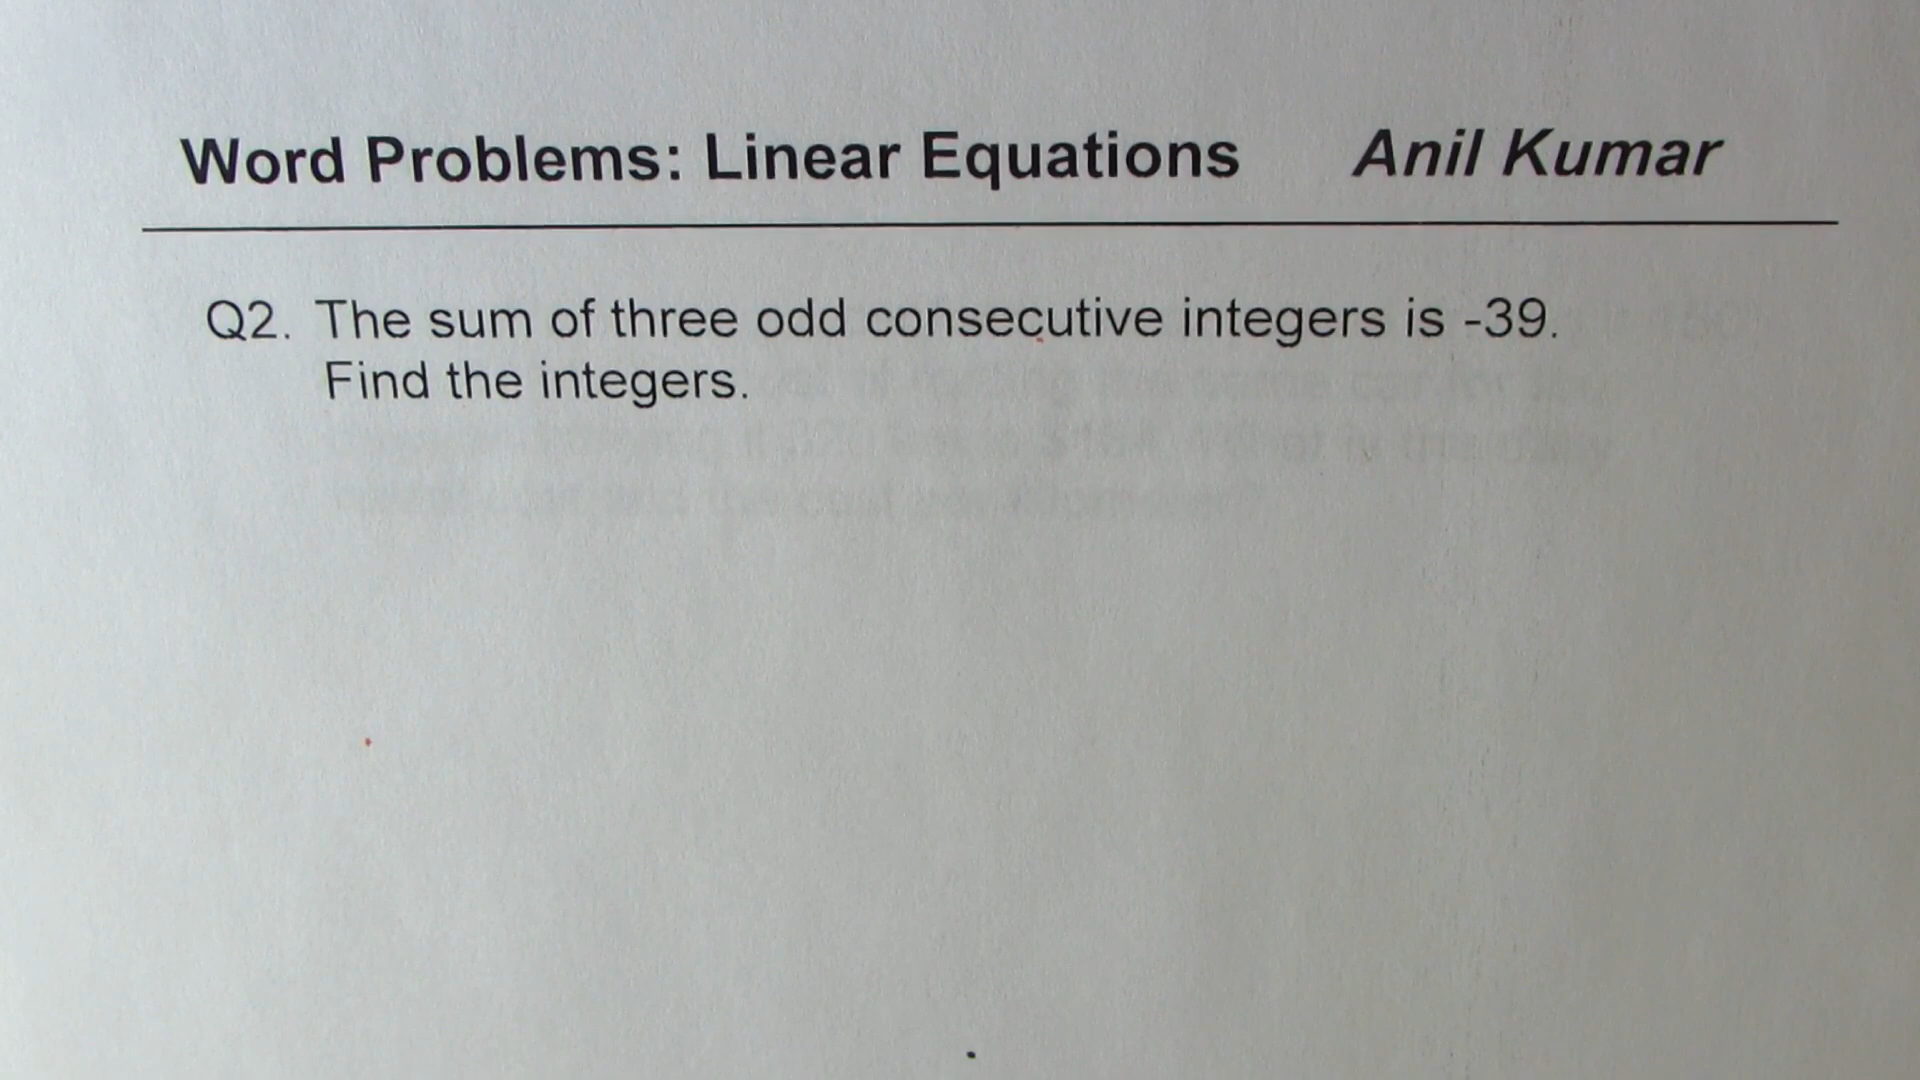 Word Problems: Linear Equations Anil Kumar
Q2. The sum of three odd consecutive integers is -39.
Find the integers.